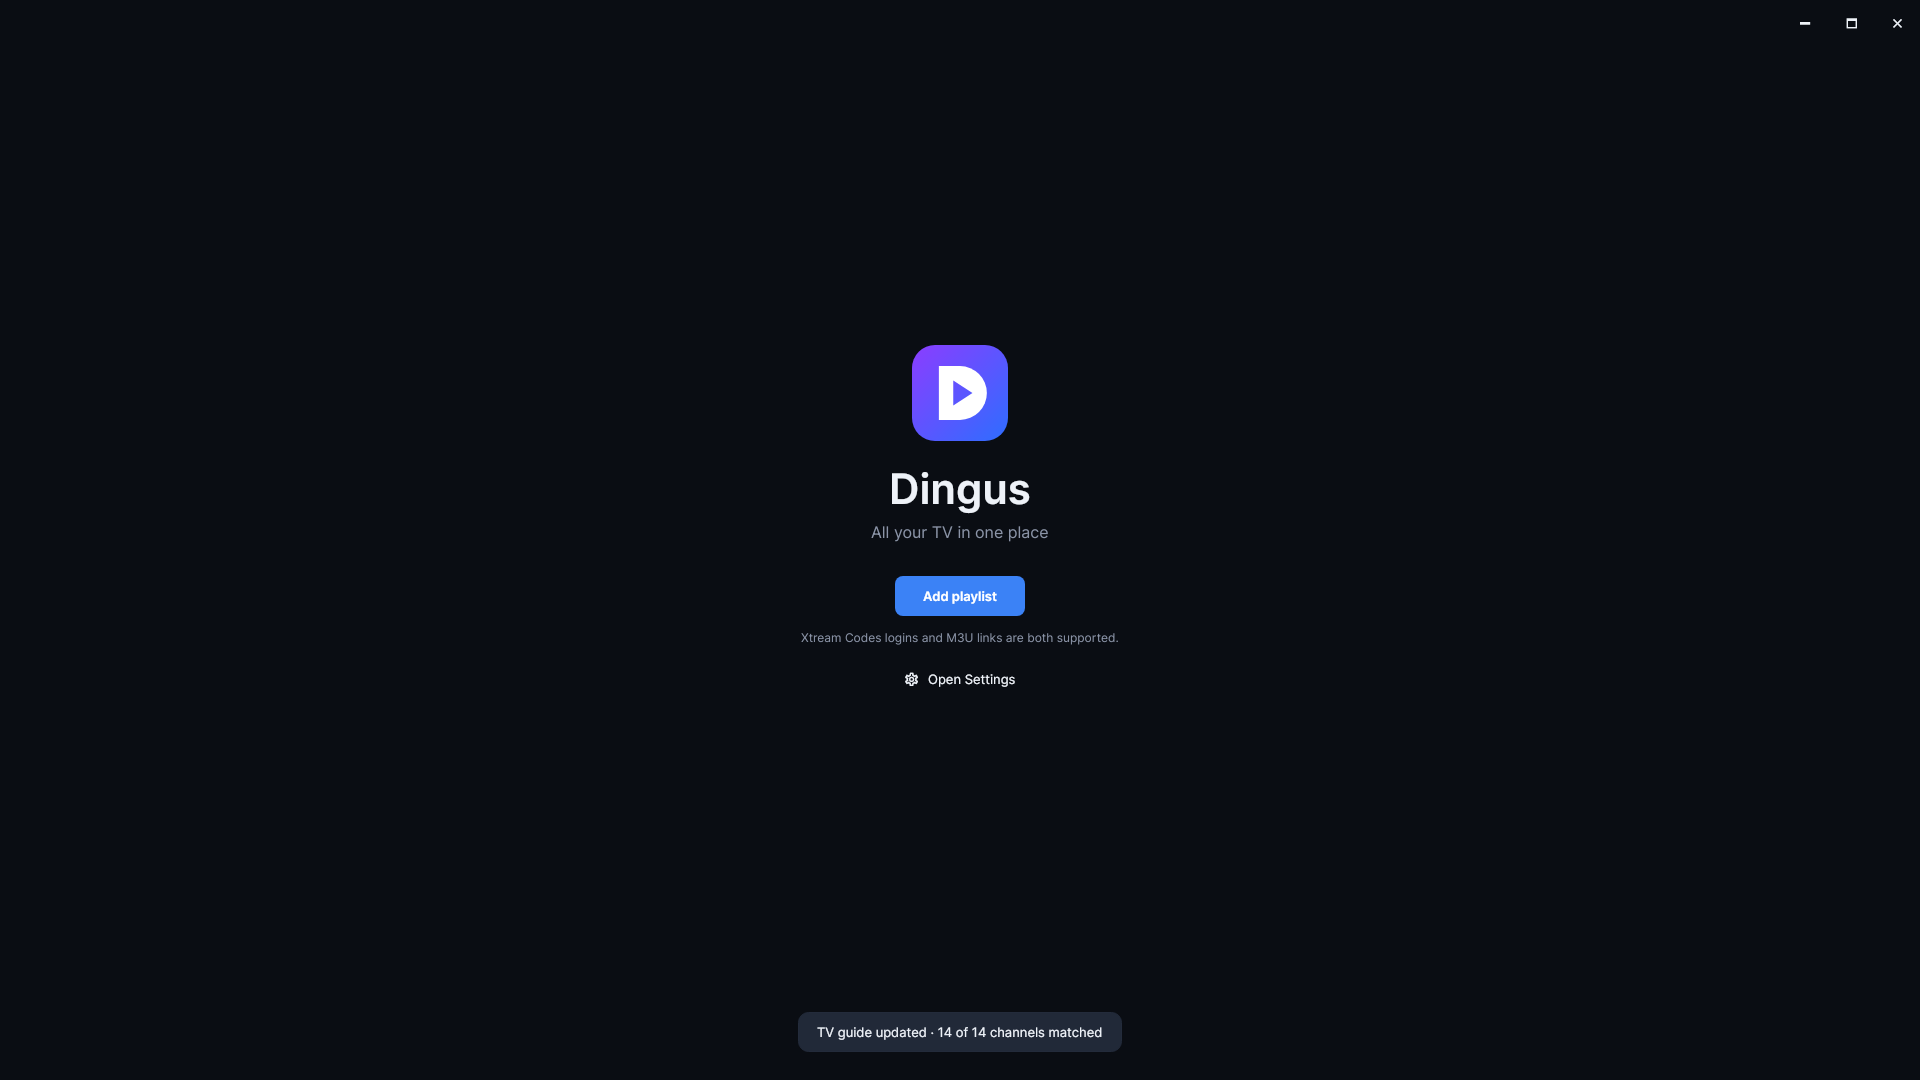 Dingus
All your TV in one place
Add playlist
Xtream Codes logins and M3U links are both supported.
Open Settings
TV guide updated · 14 of 14 channels matched